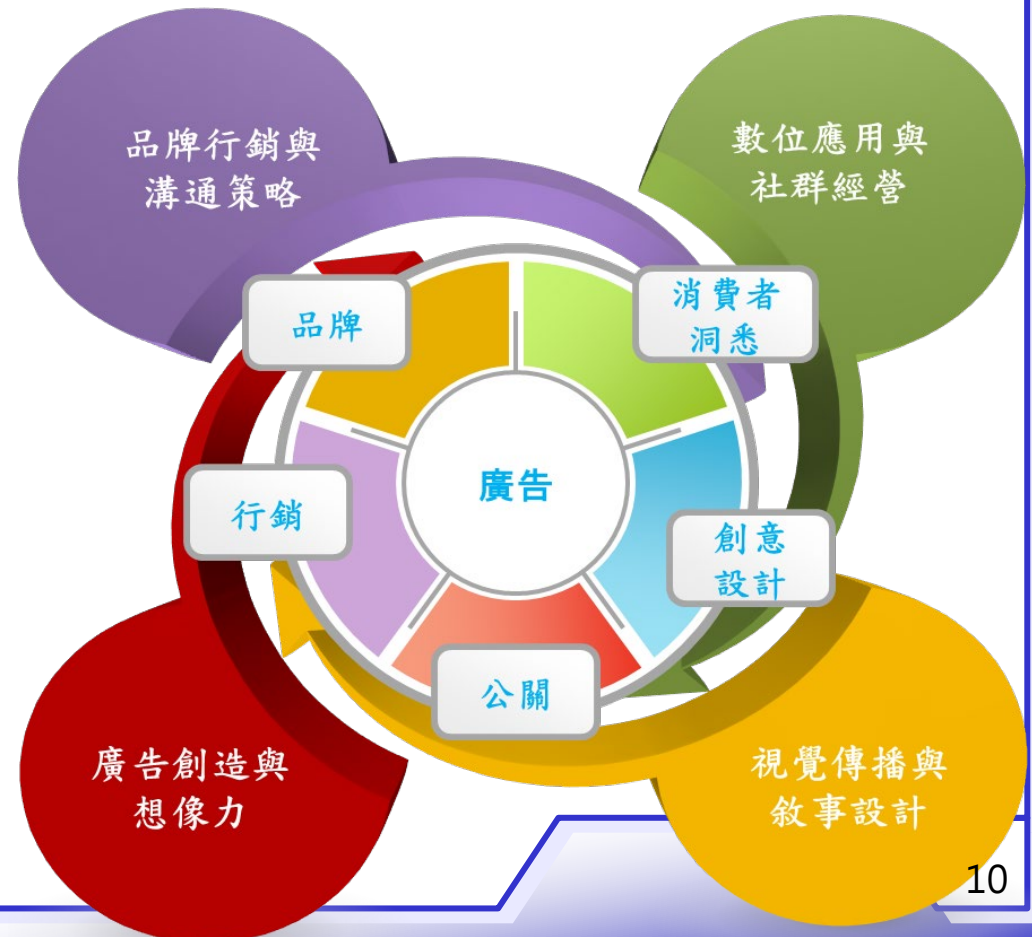 品牌行銷與
溝通策略
數位應用與
社群經營
品牌
消費者
洞悉
廣告
行銷
創意
設計
公關
廣告創造與
想像力
視覺傳播與
敘事設計
10